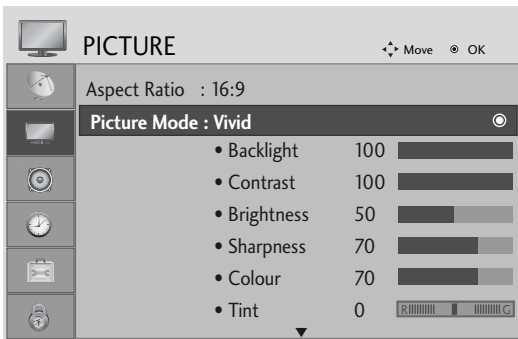 PICTURE
Move OK
Aspect Ratio : 16:9
Picture Mode : Vivid
• Backlight 100
• Contrast 100
• Brightness 50
• Sharpness 70
• Colour 70
• Tint 0 R G